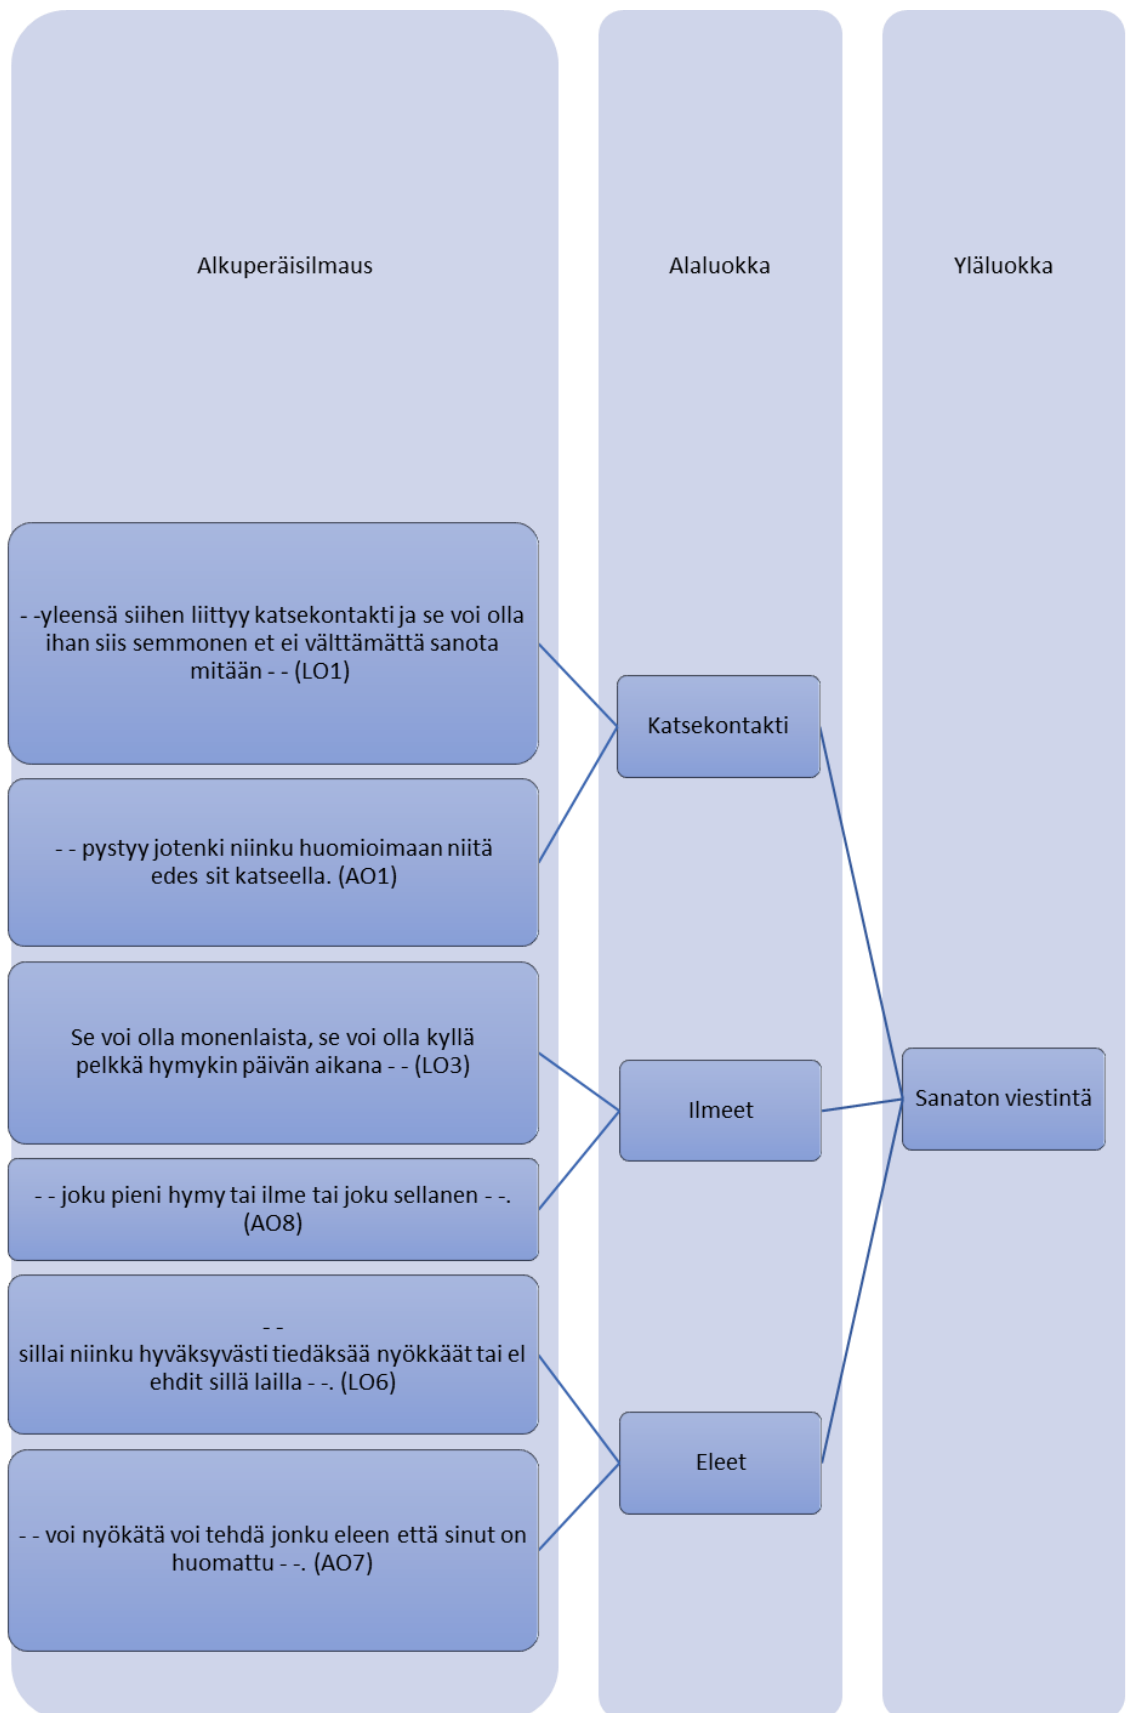 Alkuperäisilmaus
Alaluokka
Yläluokka
- -yleensä siihen liittyy katsekontakti ja se voi olla
ihan siis semmonen et ei välttämättä sanota
mitään - - (LO1)
- - pystyy jotenki niinku huomioimaan niitä
edes sit katseella. (AO1)
Katsekontakti
Se voi olla monenlaista, se voi olla kyllä
pelkkä hymykin päivän aikana - - (LO3)
- - joku pieni hymy tai ilme tai joku sellanen - -.
(AO8)
Ilmeet
- -
sillai niinku hyväksyvästi tiedäksää nyökkäät tai el
ehdit sillä lailla - -. (LO6)
- - voi nyökätä voi tehdä jonku eleen että sinut on
huomattu - -. (AO7)
Eleet
Sanaton viestintä